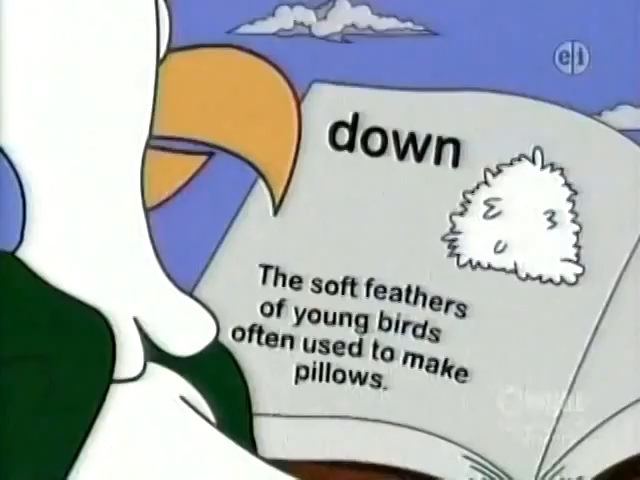 e/i
down
The soft feathers
of young birds
often used to make
pillows.